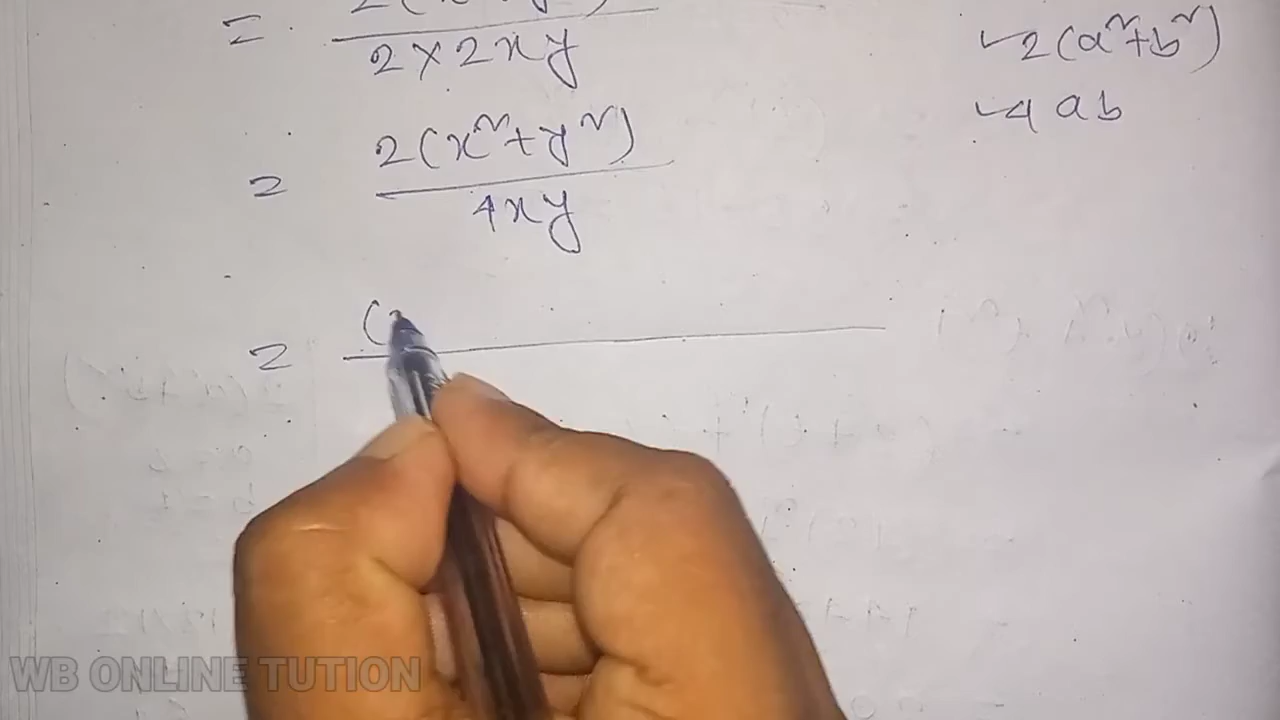 = 2 × 2xy
2(a²+b²)
4ab
= 2(x²+y²)
4xy
= (
WB ONLINE TUTION